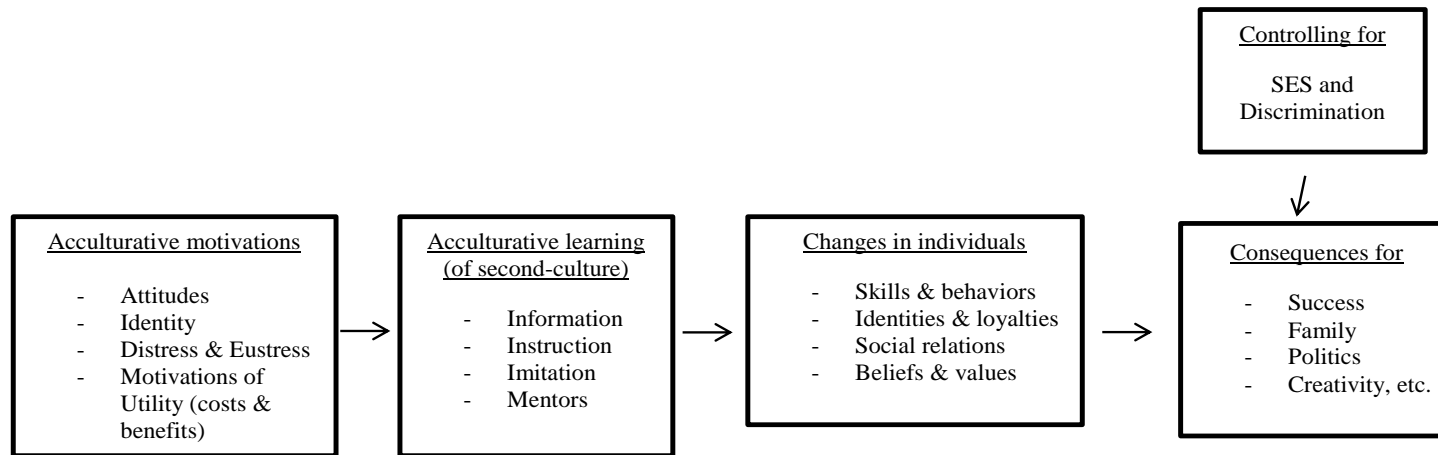 Controlling for
SES and
Discrimination
Acculturative motivations
- Attitudes
- Identity
- Distress & Eustress
- Motivations of
Utility (costs &
benefits)
Acculturative learning
(of second-culture)
- Information
- Instruction
- Imitation
- Mentors
Changes in individuals
- Skills & behaviors
- Identities & loyalties
- Social relations
- Beliefs & values
Consequences for
- Success
- Family
- Politics
- Creativity, etc.